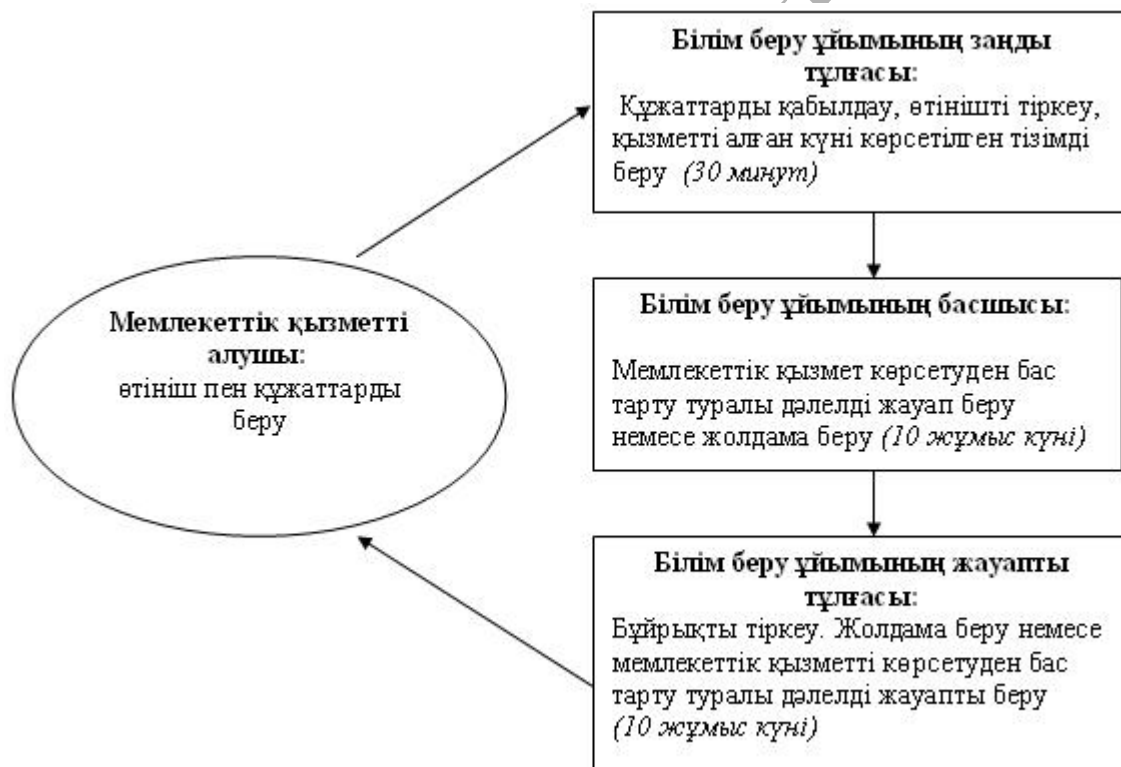 Мемлекеттік қызметті
алушы:
өтініш пен құжаттарды
беру
Білім беру ұйымының заңды
тұлғасы:
Құжаттарды қабылдау, өтінішті тіркеу,
қызметті алған күні көрсетілген тізімді
беру (30 минут)
Білім беру ұйымының басшысы:
Мемлекеттік қызмет көрсетуден бас
тарту туралы дәлелді жауап беру
немесе жолдама беру (10 жұмыс күні)
Білім беру ұйымының жауапты
тұлғасы:
Бұйрықты тіркеу. Жолдама беру немесе
мемлекеттік қызметті көрсетуден бас
тарту туралы дәлелді жауапты беру
(10 жұмыс күні)